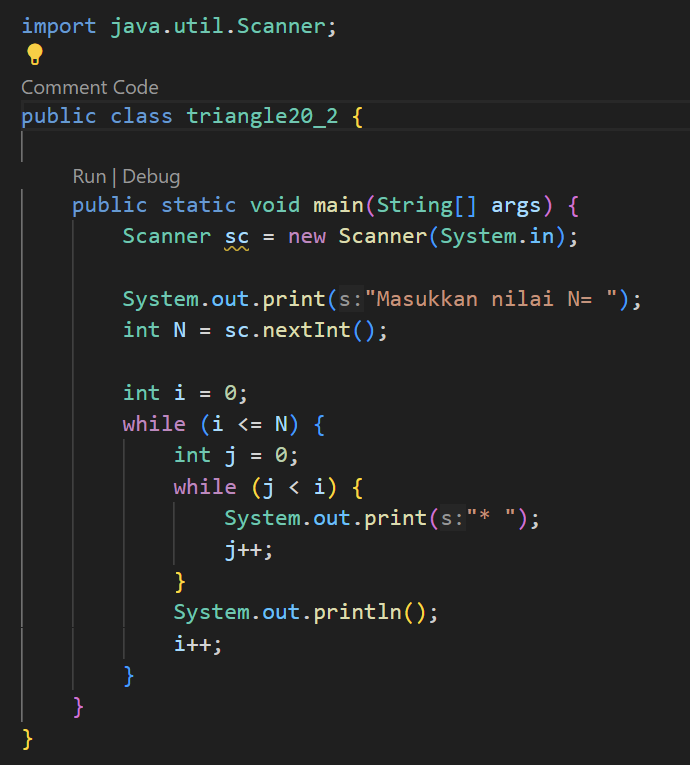 import java.util.Scanner;
Comment Code
public class triangle20_2 {
Run | Debug
public static void main(String[] args) {
Scanner sc = new Scanner(System.in);
System.out.print(s:"Masukkan nilai N= ");
int N = sc.nextInt();
int i = 0;
while (i <= N) {
int j = 0;
while (j < i) {
System.out.print(s:"* ");
j++;
}
System.out.println();
i++;
}
}
}